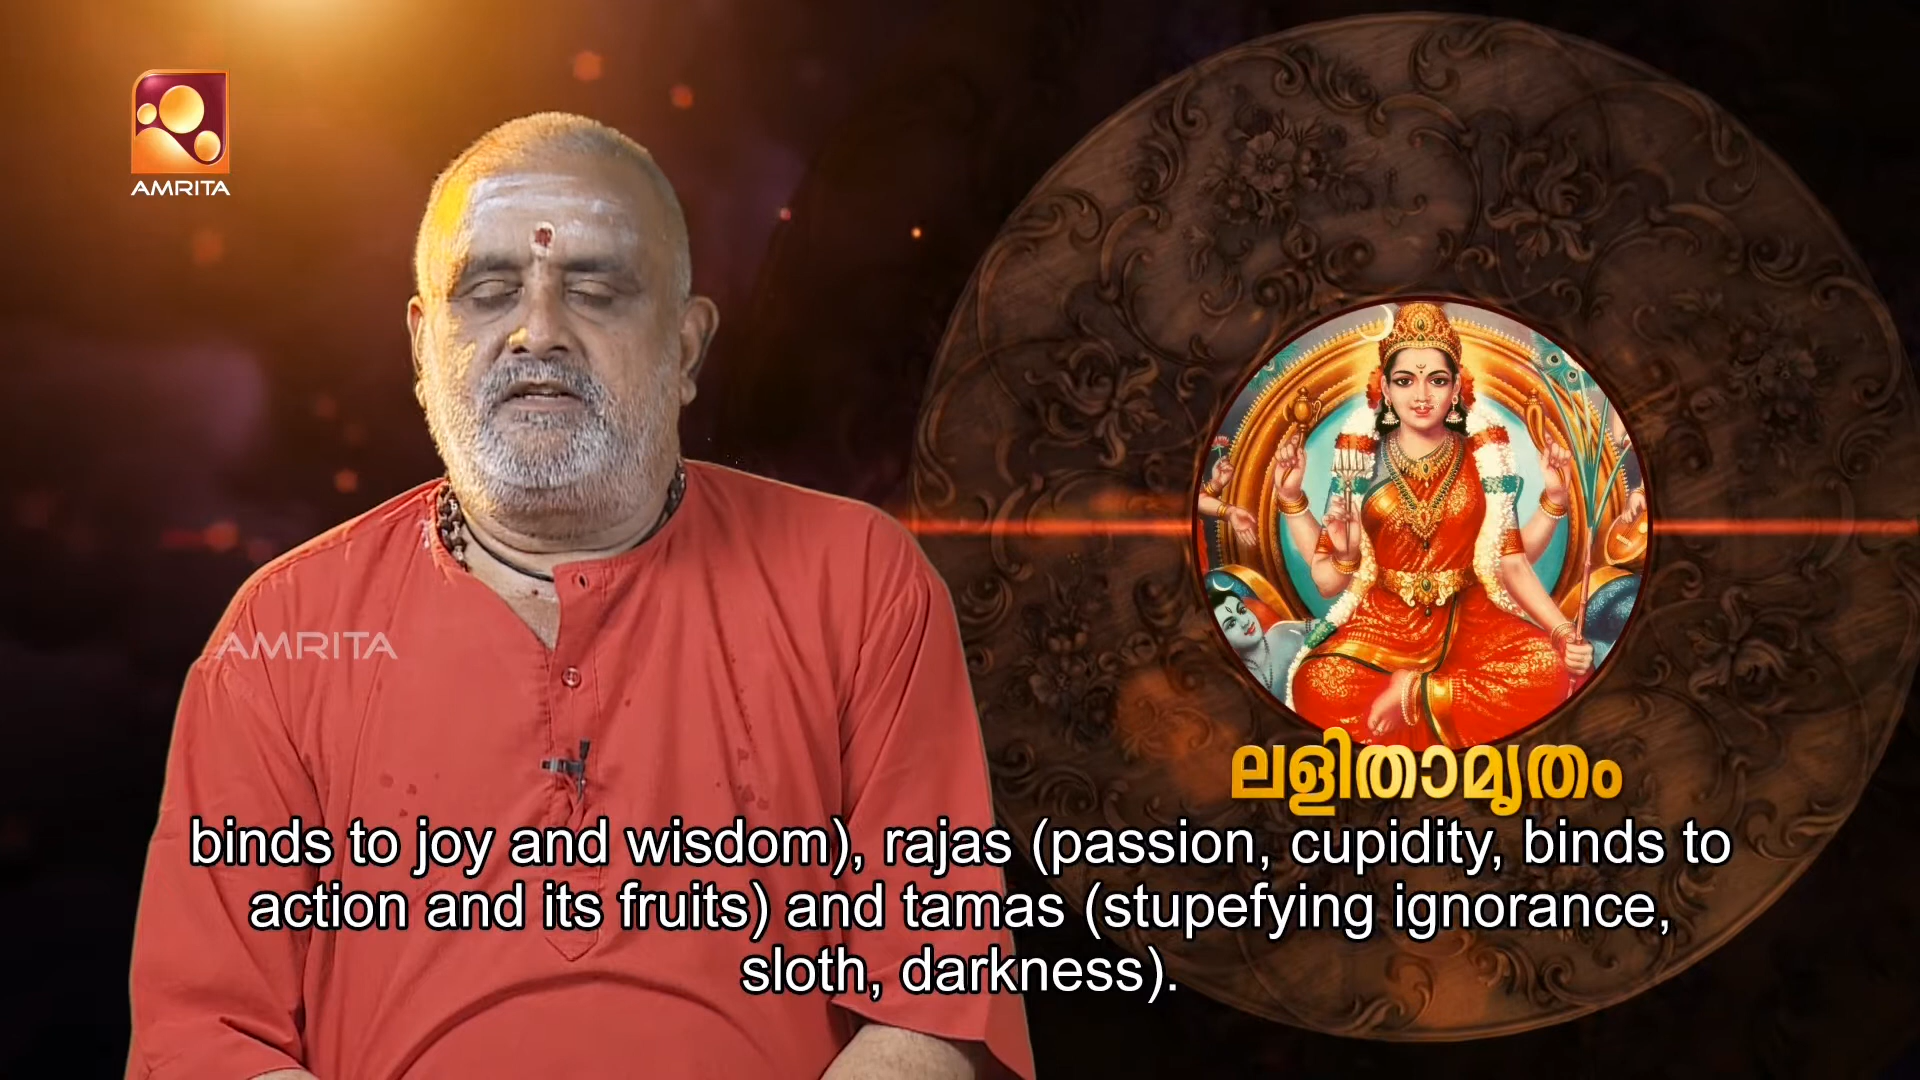 AMRITA
AMRITA
ലളിതാമൃതം
binds to joy and wisdom), rajas (passion, cupidity, binds to
action and its fruits) and tamas (stupefying ignorance,
sloth, darkness).